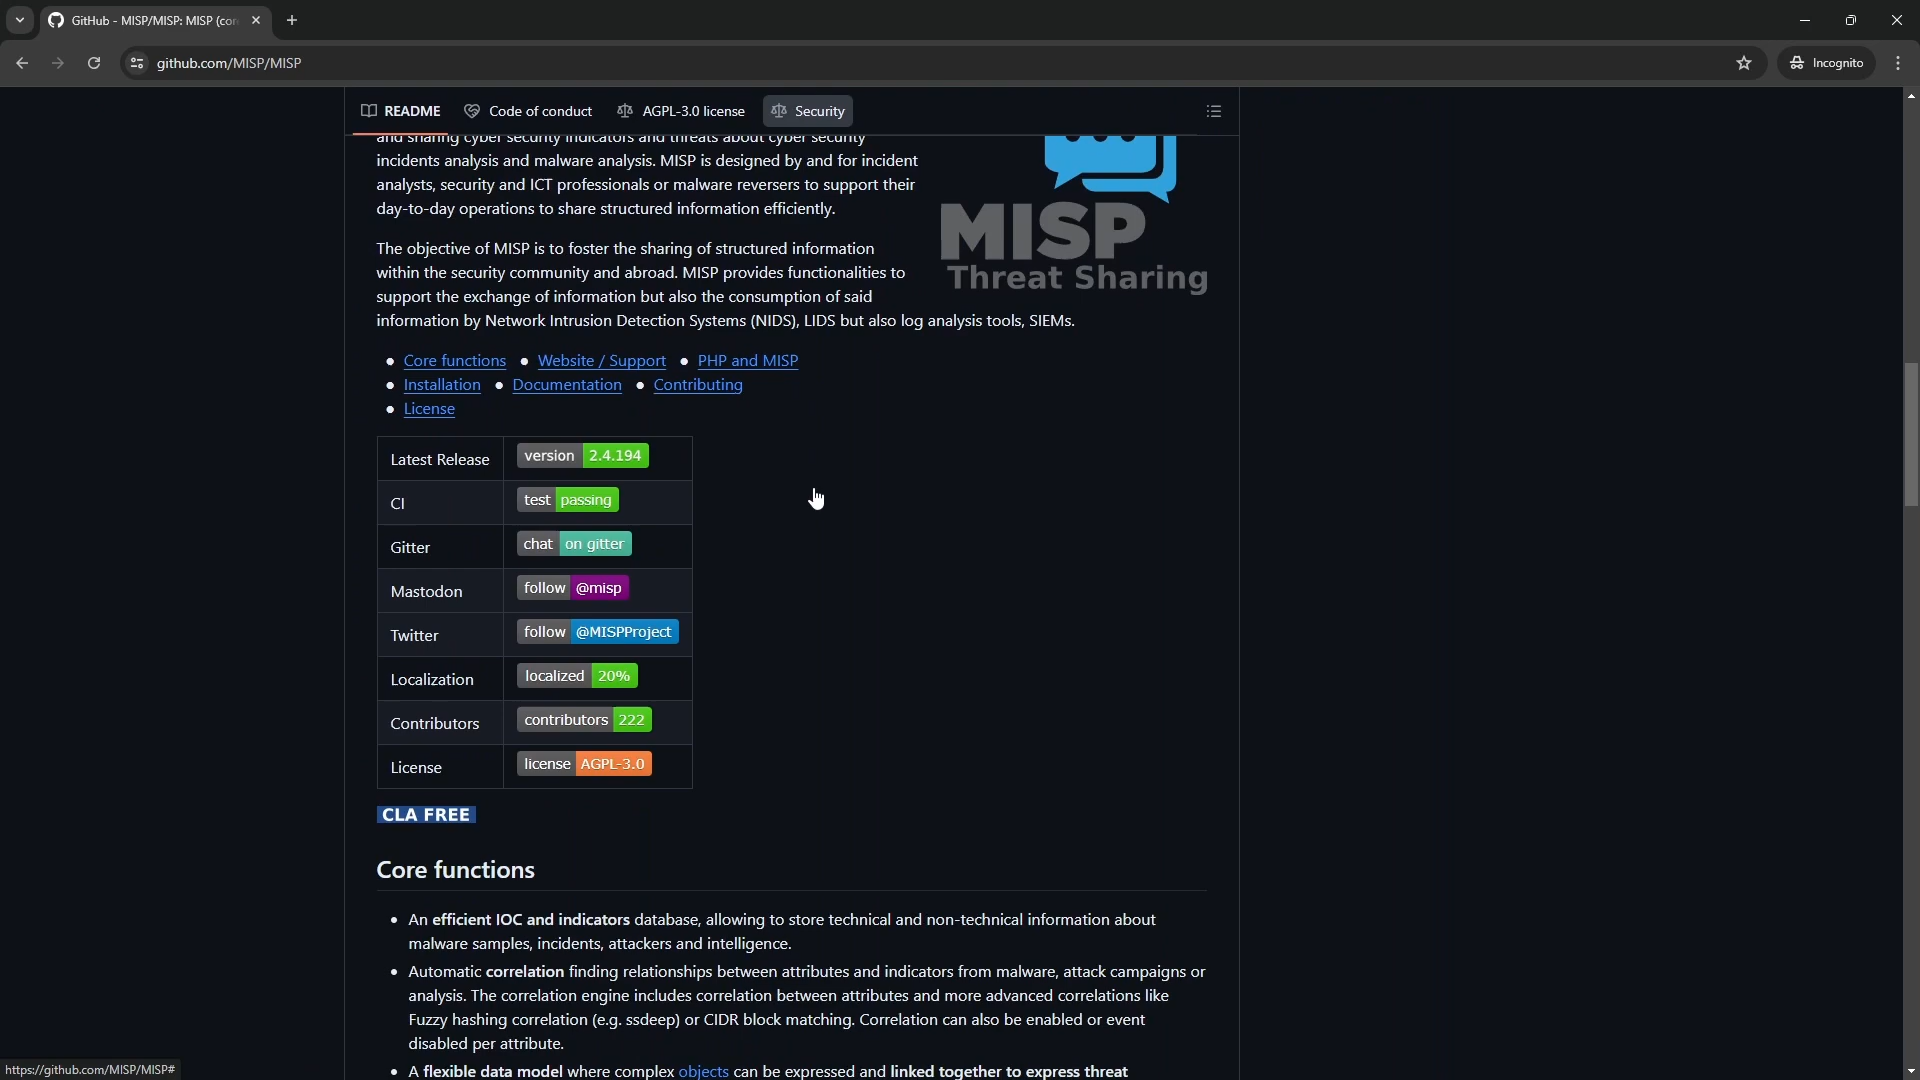 GitHub - MISP/MISP: MISP (cor
github.com/MISP/MISP
Incognito
README
Code of conduct
AGPL-3.0 license
Security
and sharing cyber security indicators and threats about cyber security
incidents analysis and malware analysis. MISP is designed by and for incident
analysts, security and ICT professionals or malware reversers to support their
day-to-day operations to share structured information efficiently.
MISP
Threat Sharing
The objective of MISP is to foster the sharing of structured information
within the security community and abroad. MISP provides functionalities to
support the exchange of information but also the consumption of said
information by Network Intrusion Detection Systems (NIDS), LIDS but also log analysis tools, SIEMs.
• Core functions • Website / Support • PHP and MISP
• Installation • Documentation • Contributing
• License
Latest Release version 2.4.194
CI test passing
Gitter chat on gitter
Mastodon follow @misp
Twitter follow @MISPProject
Localization localized 20%
Contributors contributors 222
License license AGPL-3.0
CLA FREE
Core functions
• An efficient IOC and indicators database, allowing to store technical and non-technical information about
malware samples, incidents, attackers and intelligence.
• Automatic correlation finding relationships between attributes and indicators from malware, attack campaigns or
analysis. The correlation engine includes correlation between attributes and more advanced correlations like
Fuzzy hashing correlation (e.g. ssdeep) or CIDR block matching. Correlation can also be enabled or event
disabled per attribute.
• A flexible data model where complex objects can be expressed and linked together to express threat
https://github.com/MISP/MISP#